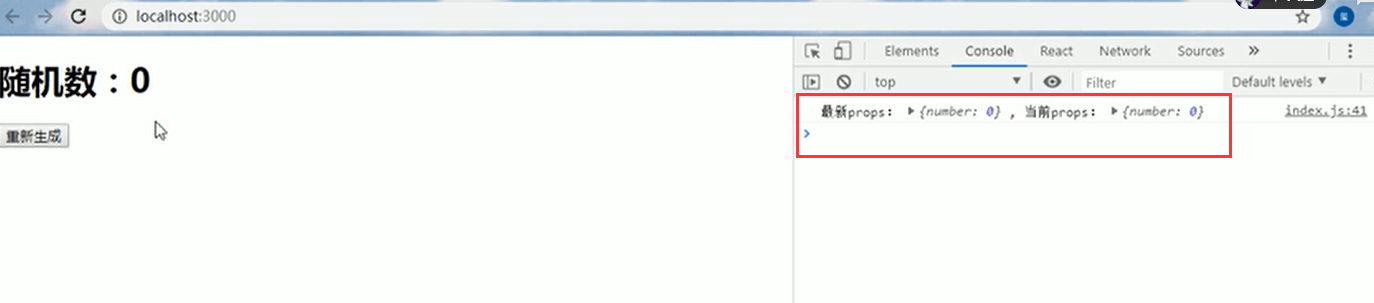 localhost:3000
Elements Console React Network Sources »
top Filter Default levels ▼
随机数：0
最新props: ▶{number: 0} , 当前props: ▶{number: 0} index.js:41
重新生成
>